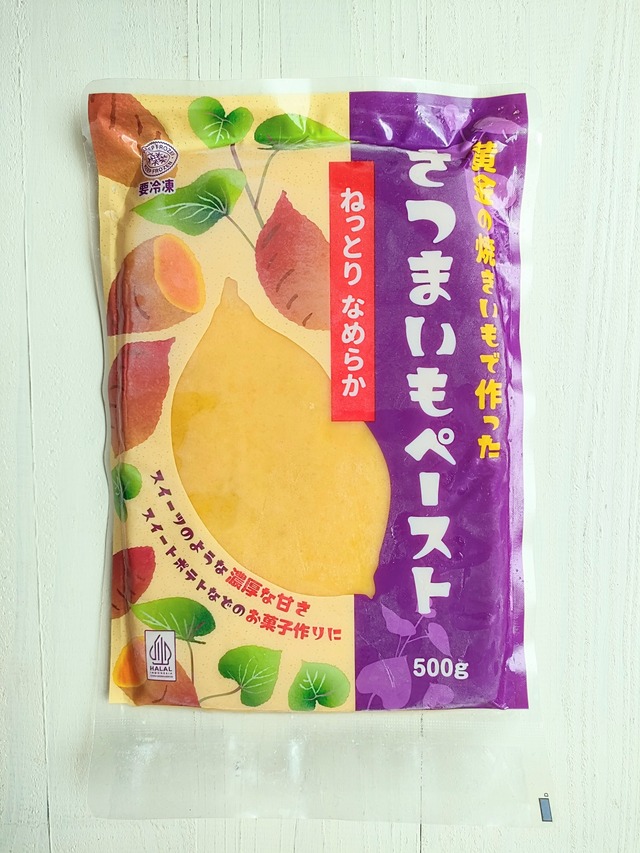 黄金の焼きいもで作った
さつまいもペースト
ねっとり なめらか
要冷凍
スイーツのような濃厚な甘さ
スイートポテトなどのお菓子作りに
HALAL
INDONESIA
500g